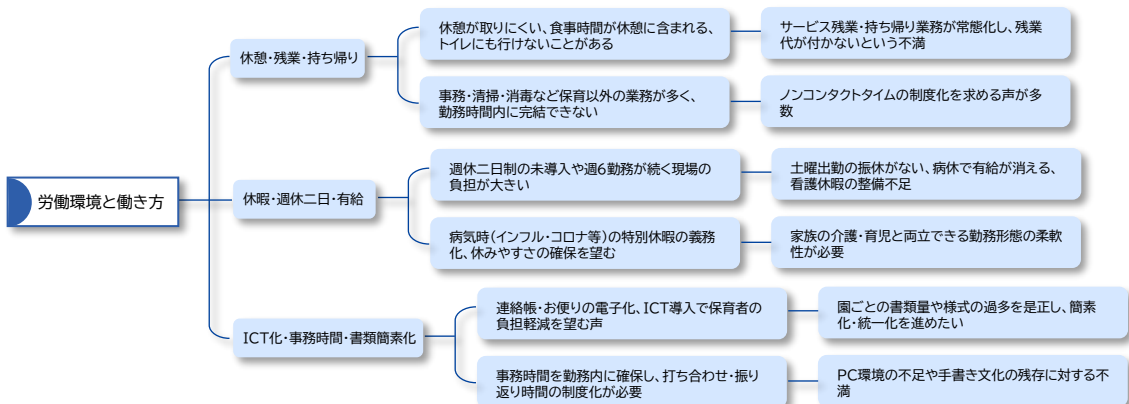 休憩が取りにくい、食事時間が休憩に含まれる、
トイレにも行けないことがある
サービス残業・持ち帰り業務が常態化し、残業
代が付かないという不満
休憩・残業・持ち帰り
事務・清掃・消毒など保育以外の業務が多く、
勤務時間内に完結できない
ノンコンタクトタイムの制度化を求める声が多
数
労働環境と働き方
週休二日制の未導入や週6勤務が続く現場の
負担が大きい
土曜出勤の振休がない、病休で有給が消える、
看護休暇の整備不足
休暇・週休二日・有給
病気時(インフル・コロナ等)の特別休暇の義務
化、休みやすさの確保を望む
家族の介護・育児と両立できる勤務形態の柔軟
性が必要
連絡帳・お便りの電子化、ICT導入で保育者の
負担軽減を望む声
園ごとの書類量や様式の過多を是正し、簡素
化・統一化を進めたい
ICT化・事務時間・書類簡素化
事務時間を勤務内に確保し、打ち合わせ・振り
返り時間の制度化が必要
PC環境の不足や手書き文化の残存に対する不
満